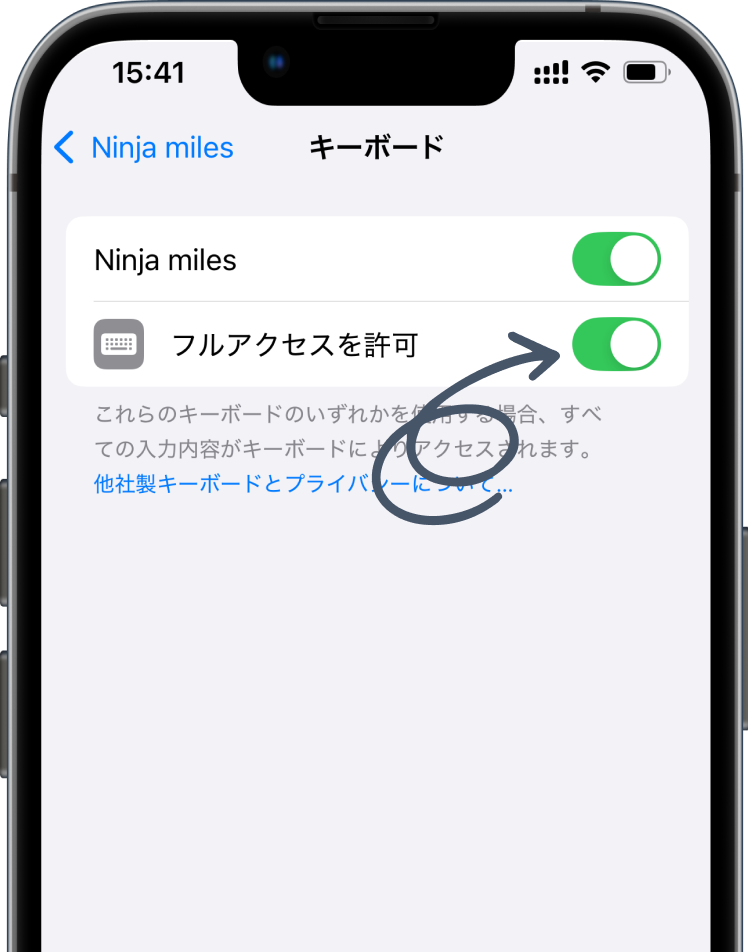 15:41
Ninja miles
キーボード
Ninja miles
フルアクセスを許可
これらのキーボードのいずれかを使用する場合、すべ
ての入力内容がキーボードによりアクセスされます。
他社製キーボードとプライバシーについて...